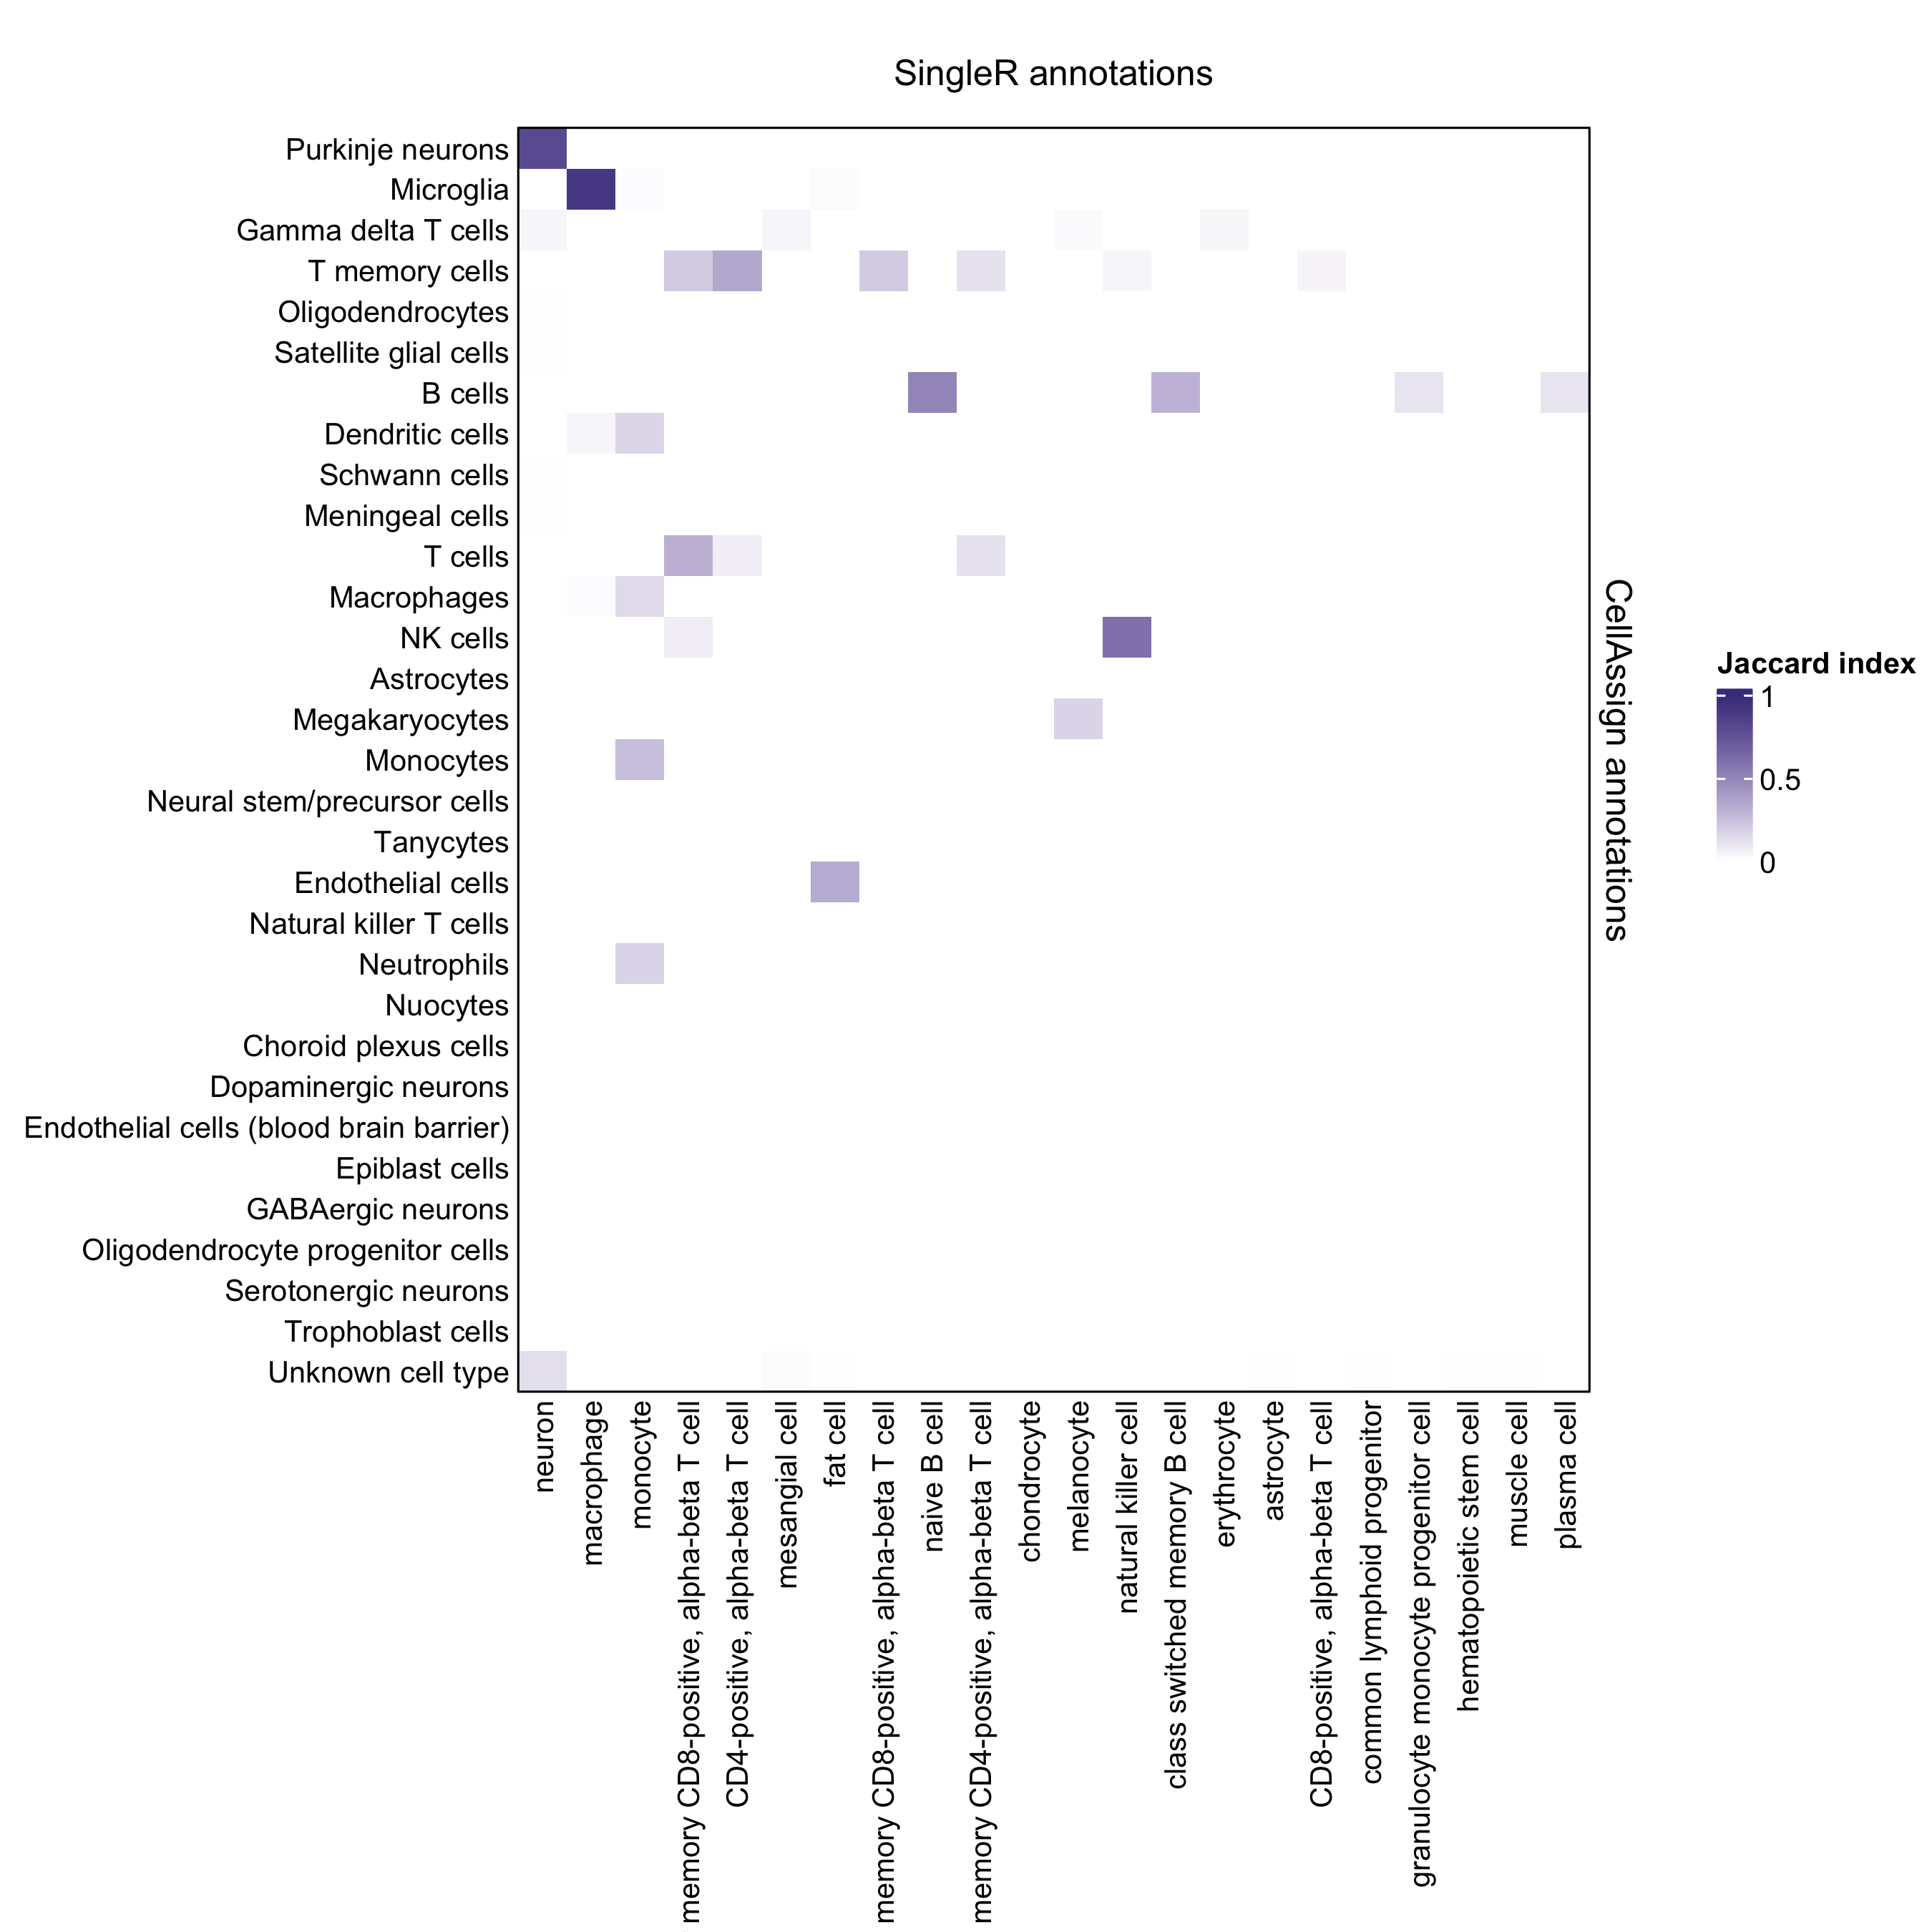 SingleR annotations
Purkinje neurons
Microglia
Gamma delta T cells
T memory cells
Oligodendrocytes
Satellite glial cells
B cells
Dendritic cells
Schwann cells
Meningeal cells
T cells
Macrophages
NK cells
Astrocytes
Megakaryocytes
Monocytes
Neural stem/precursor cells
Tanycytes
Endothelial cells
Natural killer T cells
Neutrophils
Nuocytes
Choroid plexus cells
Dopaminergic neurons
Endothelial cells (blood brain barrier)
Epiblast cells
GABAergic neurons
Oligodendrocyte progenitor cells
Serotonergic neurons
Trophoblast cells
Unknown cell type
neuron
macrophage
monocyte
memory CD8-positive, alpha-beta T cell
CD4-positive, alpha-beta T cell
mesangial cell
fat cell
memory CD8-positive, alpha-beta T cell
naive B cell
memory CD4-positive, alpha-beta T cell
chondrocyte
melanocyte
natural killer cell
class switched memory B cell
erythrocyte
astrocyte
CD8-positive, alpha-beta T cell
common lymphoid progenitor
granulocyte monocyte progenitor cell
hematopoietic stem cell
muscle cell
plasma cell
CellAssign annotations
Jaccard index
1
0.5
0